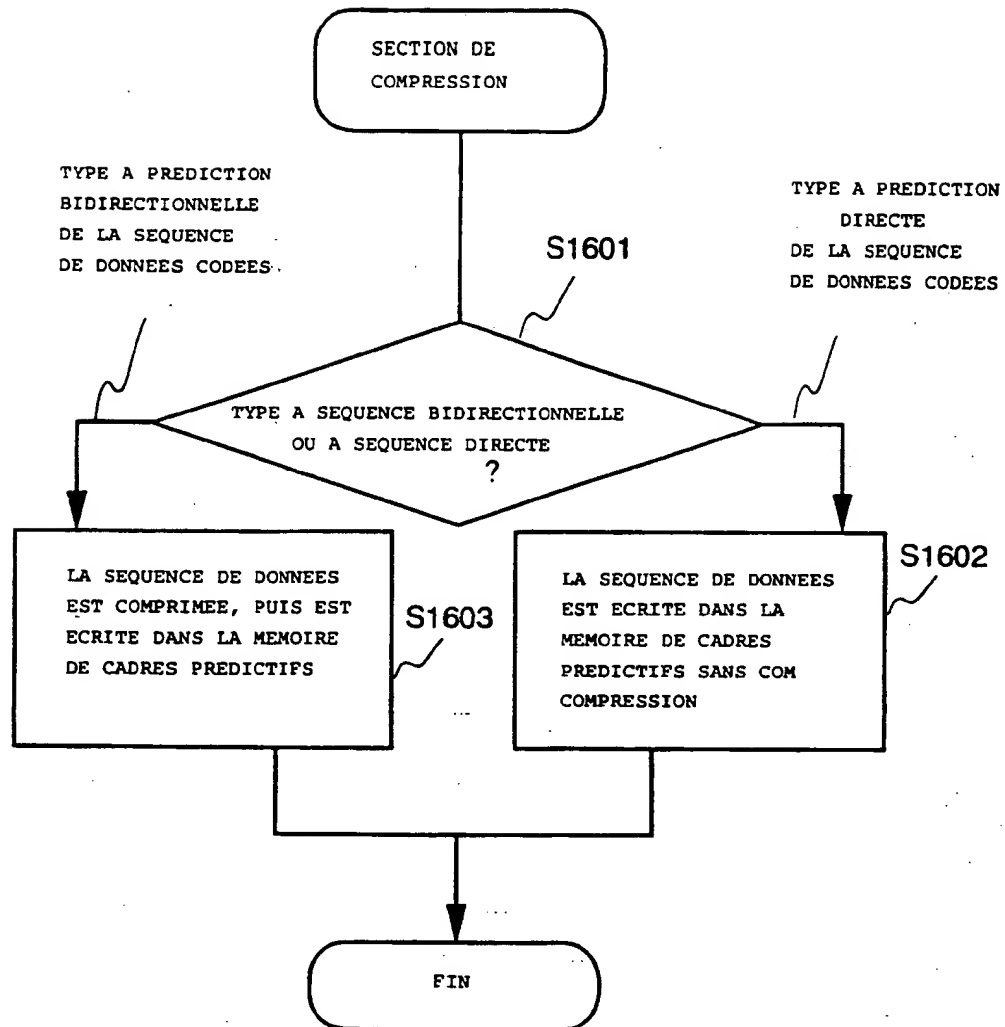 SECTION DE
COMPRESSION
TYPE A PREDICTION
BIDIRECTIONNELLE
DE LA SEQUENCE
DE DONNEES CODEES
TYPE A PREDICTION
DIRECTE
DE LA SEQUENCE
DE DONNEES CODEES
S1601
TYPE A SEQUENCE BIDIRECTIONNELLE
OU A SEQUENCE DIRECTE
?
LA SEQUENCE DE DONNEES
EST COMPRIMEE, PUIS EST
ECRITE DANS LA MEMOIRE
DE CADRES PREDICTIFS
S1603
LA SEQUENCE DE DONNEES
EST ECRITE DANS LA
MEMOIRE DE CADRES
PREDICTIFS SANS COM
COMPRESSION
S1602
FIN